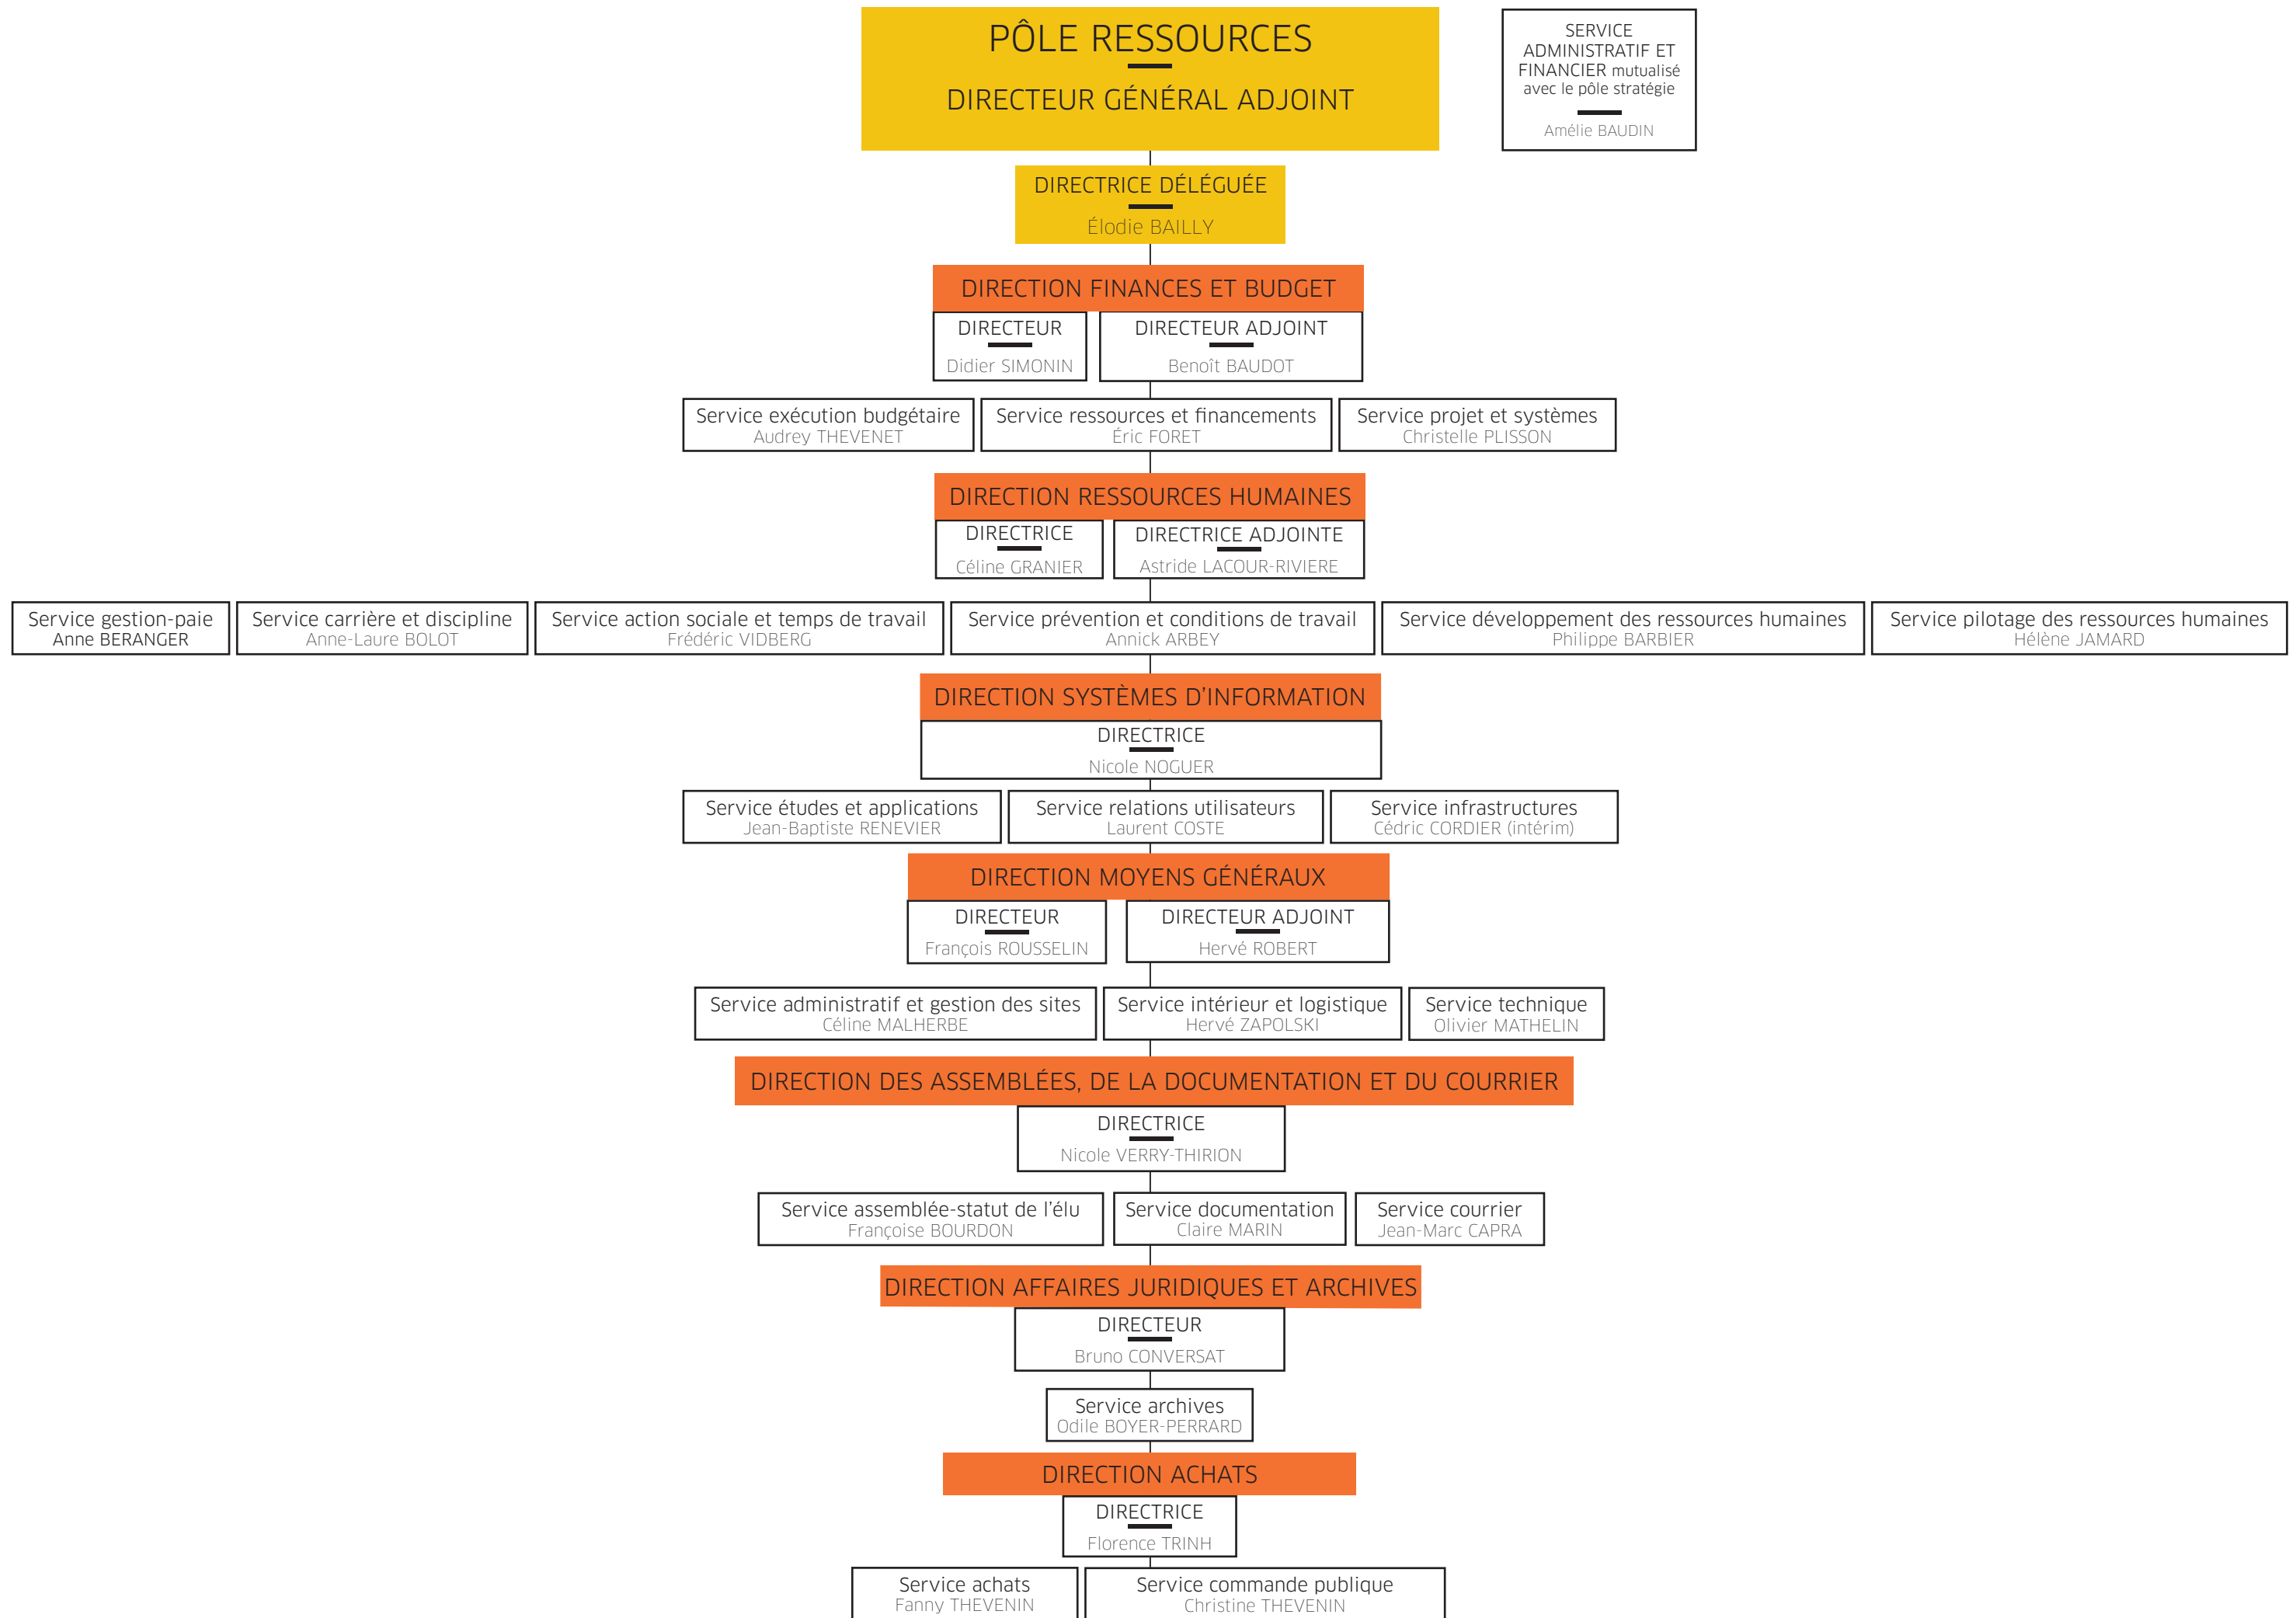 PÔLE RESSOURCES
DIRECTEUR GÉNÉRAL ADJOINT
SERVICE
ADMINISTRATIF ET
FINANCIER mutualisé
avec le pôle stratégie
Amélie BAUDIN
DIRECTRICE DÉLÉGUÉE
Élodie BAILLY
DIRECTION FINANCES ET BUDGET
DIRECTEUR
Didier SIMONIN
DIRECTEUR ADJOINT
Benoît BAUDOT
Service exécution budgétaire
Audrey THEVENET
Service ressources et financements
Éric FORET
Service projet et systèmes
Christelle PLISSON
DIRECTION RESSOURCES HUMAINES
DIRECTRICE
Céline GRANIER
DIRECTRICE ADJOINTE
Astride LACOUR-RIVIERE
Service gestion-paie
Anne BERANGER
Service carrière et discipline
Anne-Laure BOLOT
Service action sociale et temps de travail
Frédéric VIDBERG
Service prévention et conditions de travail
Annick ARBEY
Service développement des ressources humaines
Philippe BARBIER
Service pilotage des ressources humaines
Hélène JAMARD
DIRECTION SYSTÈMES D'INFORMATION
DIRECTRICE
Nicole NOGUER
Service études et applications
Jean-Baptiste RENEVIER
Service relations utilisateurs
Laurent COSTE
Service infrastructures
Cédric CORDIER (intérim)
DIRECTION MOYENS GÉNÉRAUX
DIRECTEUR
François ROUSSELIN
DIRECTEUR ADJOINT
Hervé ROBERT
Service administratif et gestion des sites
Céline MALHERBE
Service intérieur et logistique
Hervé ZAPOLSKI
Service technique
Olivier MATHELIN
DIRECTION DES ASSEMBLÉES, DE LA DOCUMENTATION ET DU COURRIER
DIRECTRICE
Nicole VERRY-THIRION
Service assemblée-statut de l'élu
Françoise BOURDON
Service documentation
Claire MARIN
Service courrier
Jean-Marc CAPRA
DIRECTION AFFAIRES JURIDIQUES ET ARCHIVES
DIRECTEUR
Bruno CONVERSAT
Service archives
Odile BOYER-PERRARD
DIRECTION ACHATS
DIRECTRICE
Florence TRINH
Service achats
Fanny THEVENIN
Service commande publique
Christine THEVENIN